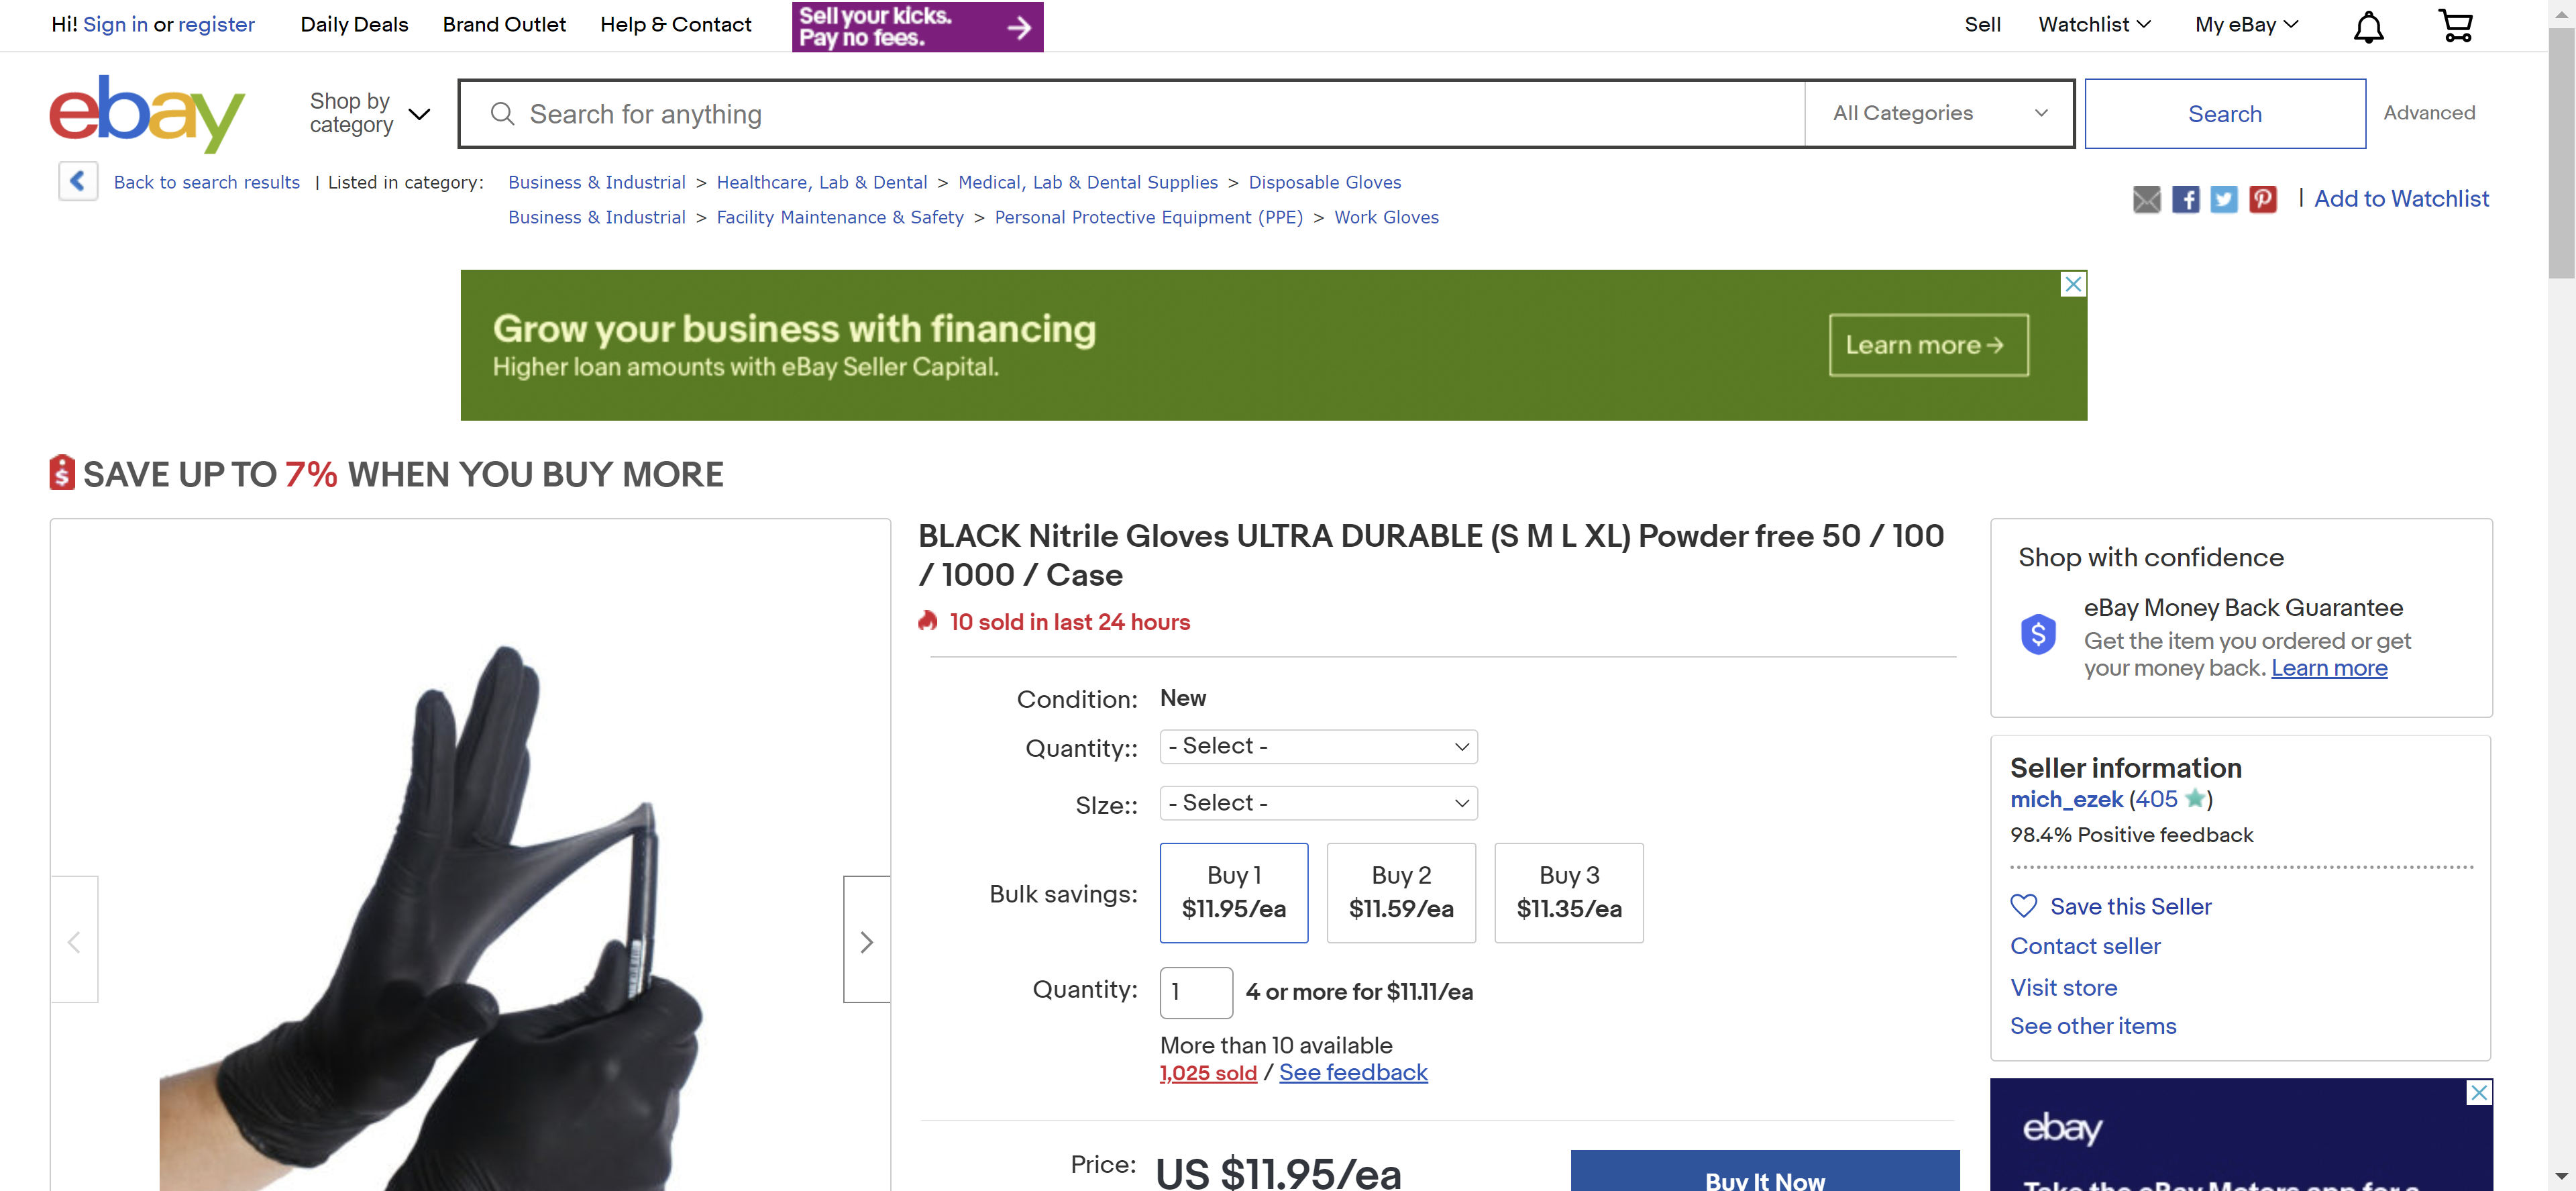 Hi! Sign in or register
Daily Deals
Brand Outlet
Help & Contact
Sell your kicks.
Pay no fees.
Sell
Watchlist
My eBay
ebay
Shop by
category
Search for anything
All Categories
Search
Advanced
Back to search results | Listed in category:
Business & Industrial > Healthcare, Lab & Dental > Medical, Lab & Dental Supplies > Disposable Gloves
Business & Industrial > Facility Maintenance & Safety > Personal Protective Equipment (PPE) > Work Gloves
| Add to Watchlist
Grow your business with financing
Higher loan amounts with eBay Seller Capital.
Learn more →
SAVE UP TO 7% WHEN YOU BUY MORE
BLACK Nitrile Gloves ULTRA DURABLE (S M L XL) Powder free 50 / 100
/ 1000 / Case
10 sold in last 24 hours
Condition: New
Quantity:: - Select -
SIze:: - Select -
Bulk savings:
Buy 1
$11.95/ea
Buy 2
$11.59/ea
Buy 3
$11.35/ea
Quantity: 1 4 or more for $11.11/ea
More than 10 available
1,025 sold / See feedback
Price: US $11.95/ea
Buy It Now
Shop with confidence
eBay Money Back Guarantee
Get the item you ordered or get
your money back. Learn more
Seller information
mich_ezek (405 ★)
98.4% Positive feedback
Save this Seller
Contact seller
Visit store
See other items
ebay
Take the eBay Motors app for a